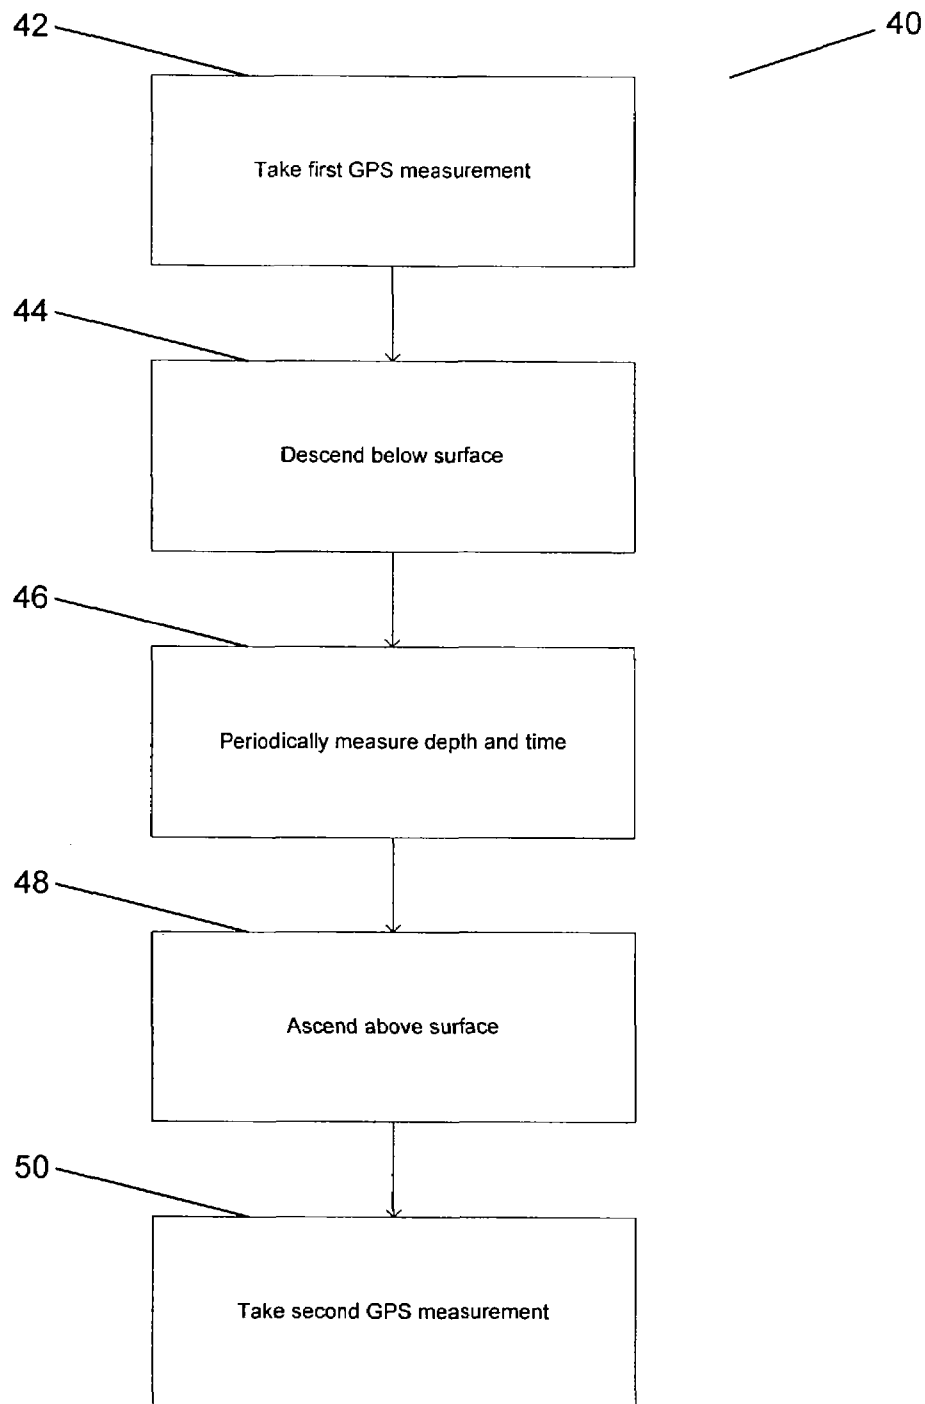 42
40
Take first GPS measurement
44
Descend below surface
46
Periodically measure depth and time
48
Ascend above surface
50
Take second GPS measurement